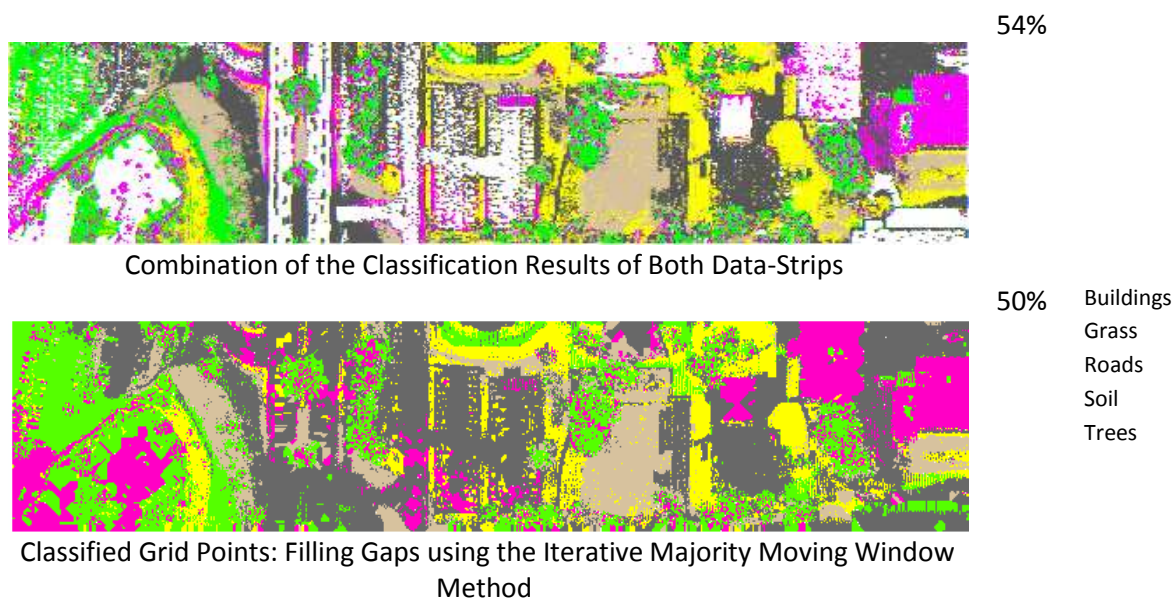 54%
Combination of the Classification Results of Both Data-Strips
50%
Buildings
Grass
Roads
Soil
Trees
Classified Grid Points: Filling Gaps using the Iterative Majority Moving Window
Method